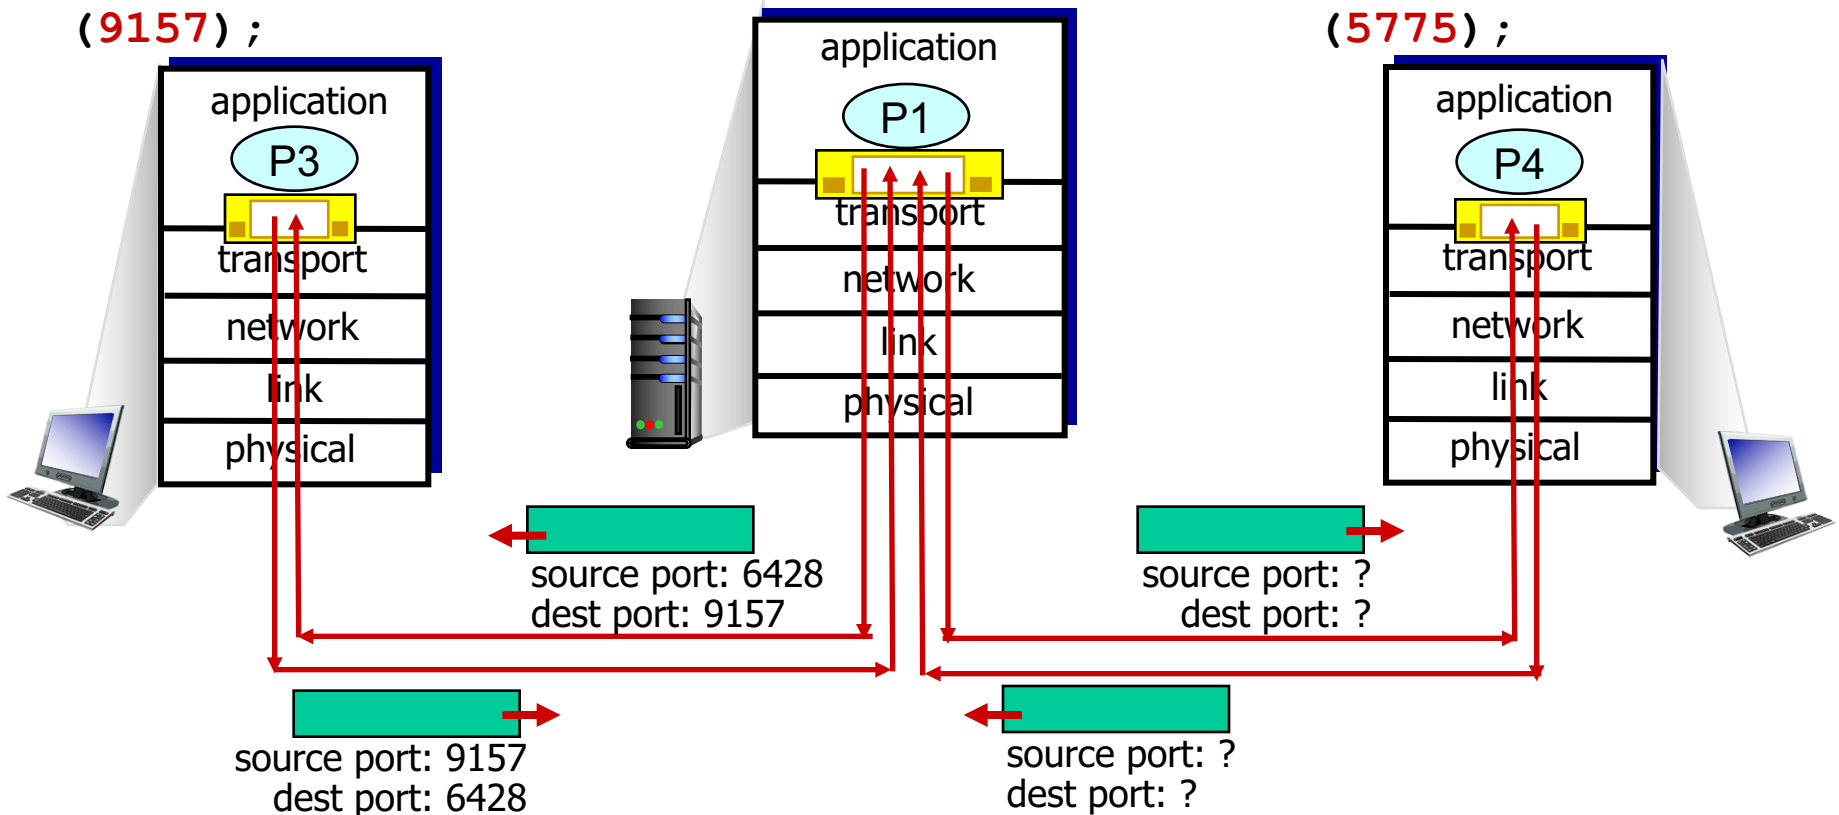 (9157);
application
P3
transport
network
link
physical
application
P1
transport
network
link
physical
(5775);
application
P4
transport
network
link
physical
source port: 6428
dest port: 9157
source port: ?
dest port: ?
source port: 9157
dest port: 6428
source port: ?
dest port: ?